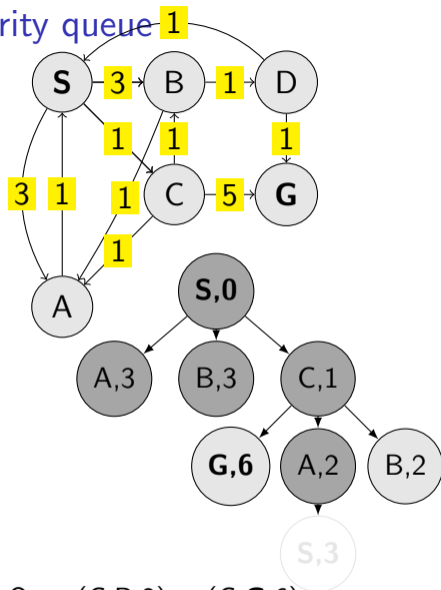 rity queue
1
S 3 B 1 D
1 1 1
3 1 1 C 5 G
1
A
S,0
A,3 B,3 C,1
G,6 A,2 B,2
S,3